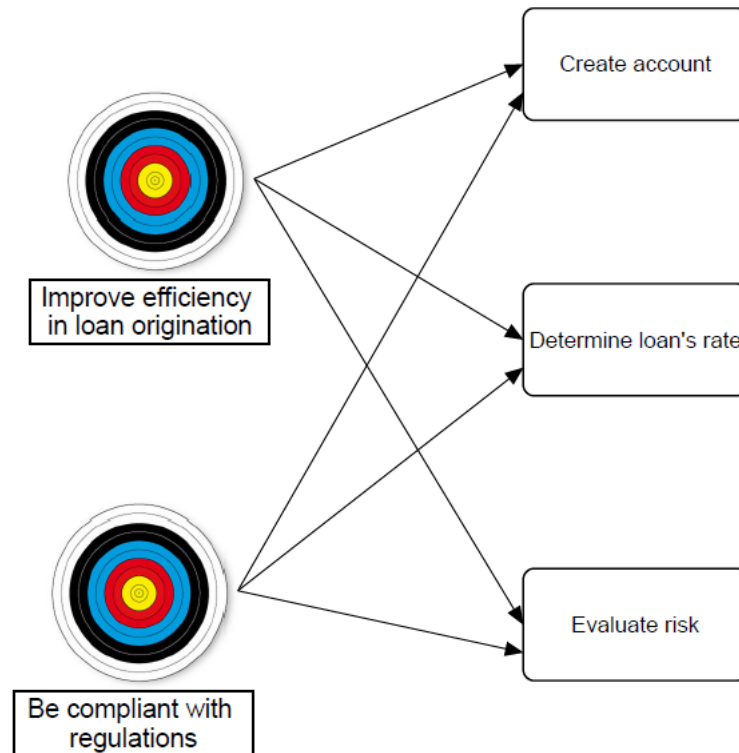 Create account
Improve efficiency
in loan origination
Determine loan's rate
Evaluate risk
Be compliant with
regulations